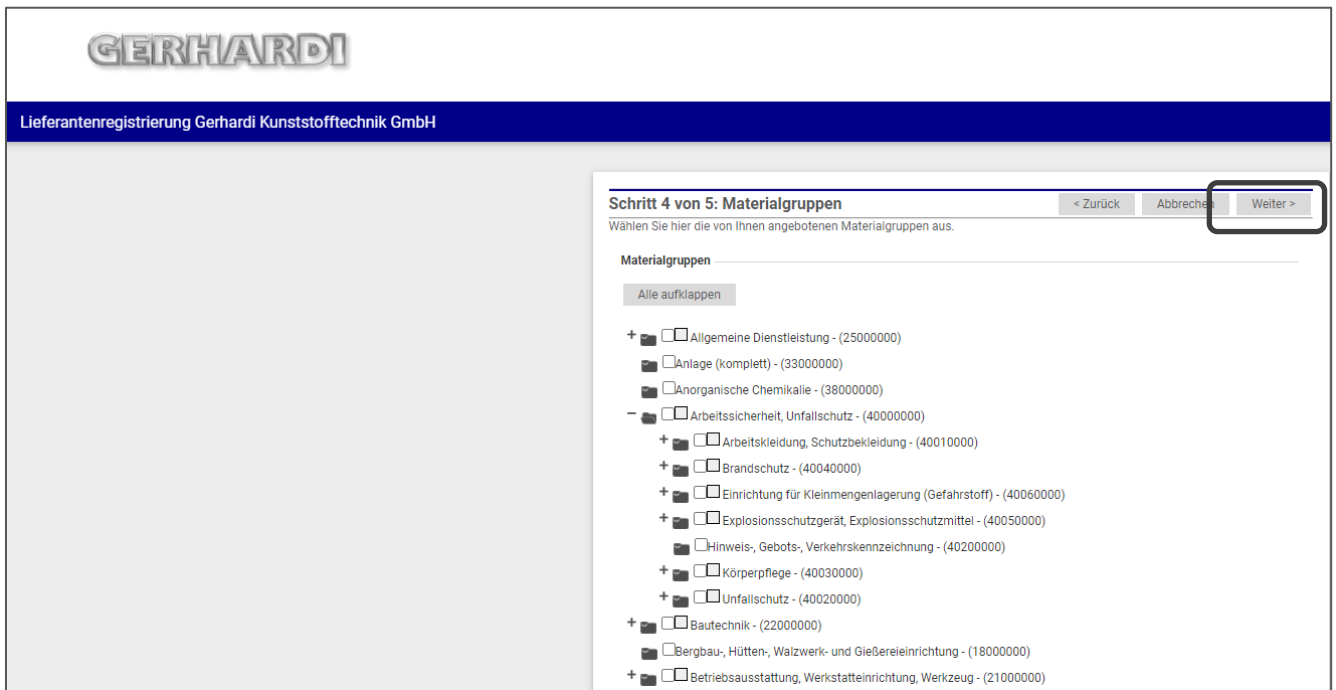 GERHARDI
Lieferantenregistrierung Gerhardi Kunststofftechnik GmbH
Schritt 4 von 5: Materialgruppen
< Zurück
Abbrechen
Weiter >
Wählen Sie hier die von Ihnen angebotenen Materialgruppen aus.
Materialgruppen
Alle aufklappen
Allgemeine Dienstleistung - (25000000)
Anlage (komplett) - (33000000)
Anorganische Chemikalie - (38000000)
Arbeitssicherheit, Unfallschutz - (40000000)
Arbeitskleidung, Schutzbekleidung - (40010000)
Brandschutz - (40040000)
Einrichtung für Kleinmengenlagerung (Gefahrstoff) - (40060000)
Explosionsschutzgerät, Explosionsschutzmittel - (40050000)
Hinweis-, Gebots-, Verkehrskennzeichnung - (40200000)
Körperpflege - (40030000)
Unfallschutz - (40020000)
Bautechnik - (22000000)
Bergbau-, Hütten-, Walzwerk- und Gießereieinrichtung - (18000000)
Betriebsausstattung, Werkstatteinrichtung, Werkzeug - (21000000)